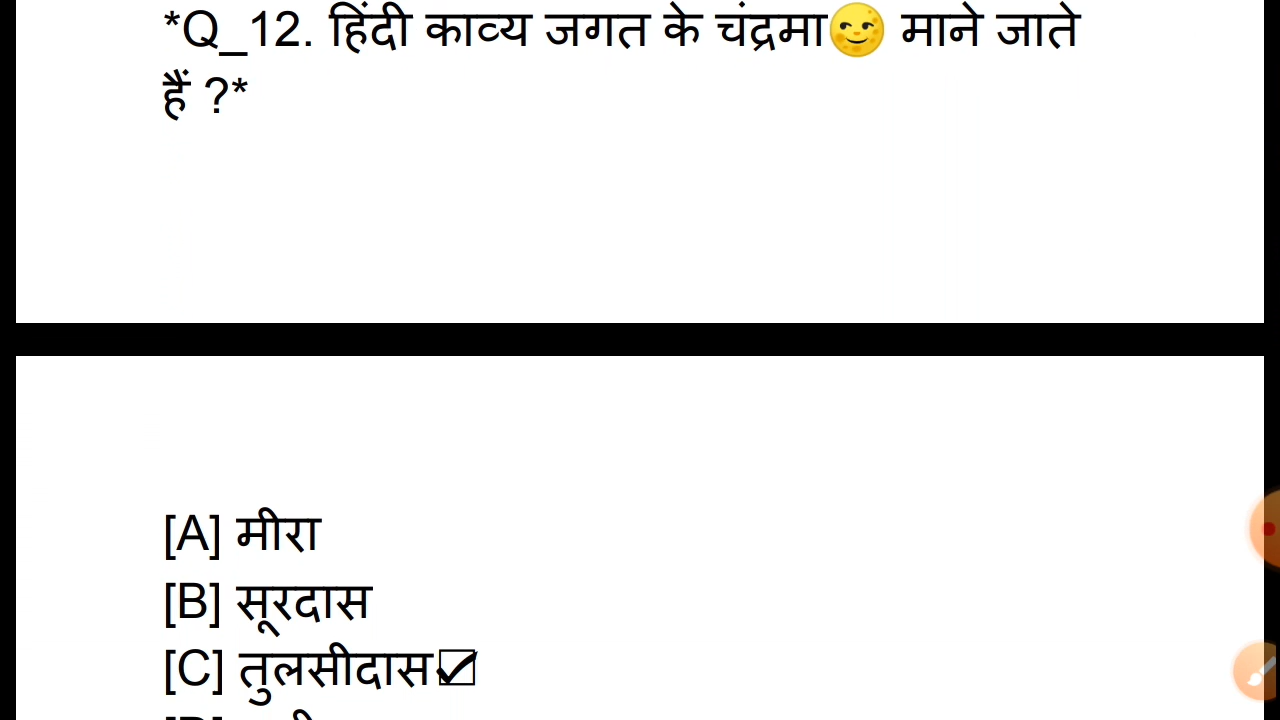 *Q_12. हिंदी काव्य जगत के चंद्रमा🌝 माने जाते
हैं ?*
[A] मीरा
[B] सूरदास
[C] तुलसीदास☑